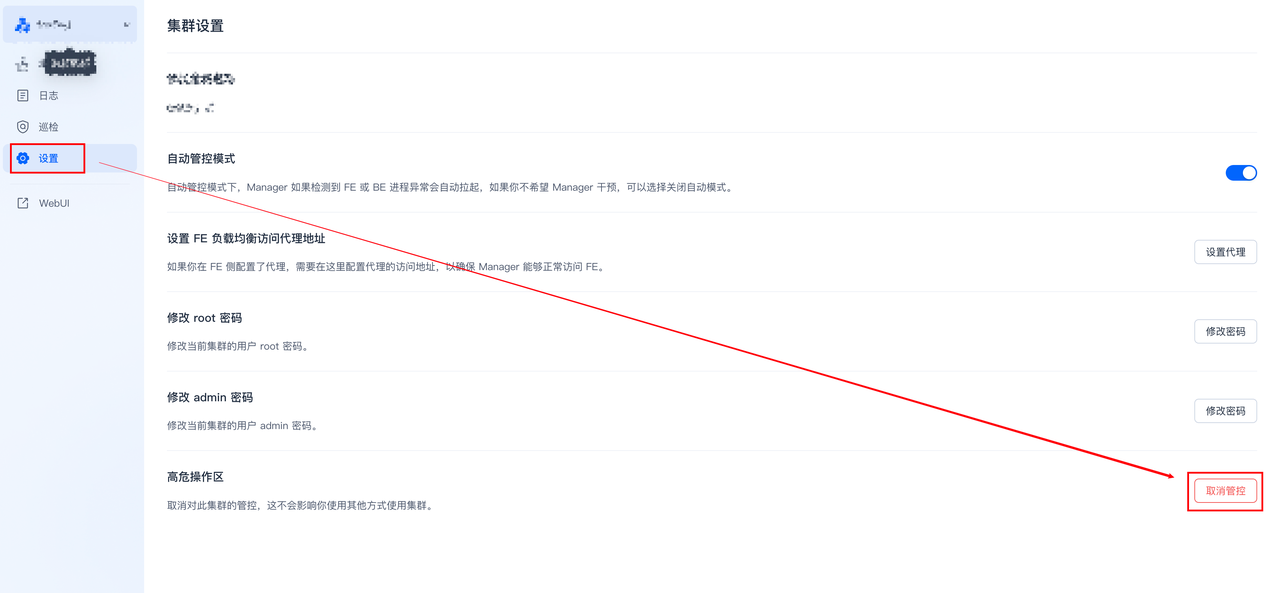 集群设置
日志
巡检
设置
WebUI
自动管控模式
自动管控模式下，Manager 如果检测到 FE 或 BE 进程异常会自动拉起，如果你不希望 Manager 干预，可以选择关闭自动模式。
设置 FE 负载均衡访问代理地址
如果你在 FE 侧配置了代理，需要在这里配置代理的访问地址，以确保 Manager 能够正常访问 FE。
设置代理
修改 root 密码
修改当前集群的用户 root 密码。
修改密码
修改 admin 密码
修改当前集群的用户 admin 密码。
修改密码
高危操作区
取消对此集群的管控，这不会影响你使用其他方式使用集群。
取消管控